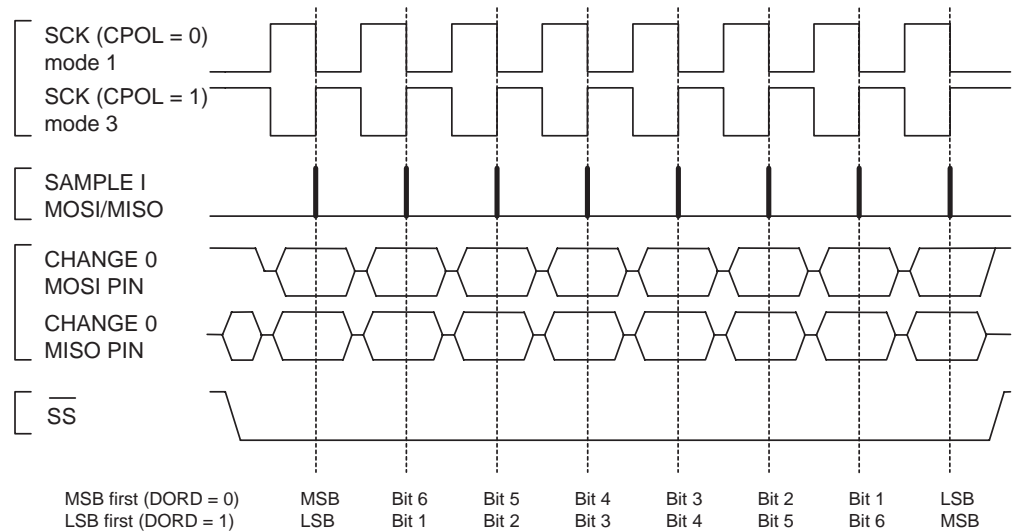 SCK (CPOL = 0)
mode 1
SCK (CPOL = 1)
mode 3
SAMPLE I
MOSI/MISO
CHANGE 0
MOSI PIN
CHANGE 0
MISO PIN
SS
MSB first (DORD = 0) MSB Bit 6 Bit 5 Bit 4 Bit 3 Bit 2 Bit 1 LSB
LSB first (DORD = 1) LSB Bit 1 Bit 2 Bit 3 Bit 4 Bit 5 Bit 6 MSB